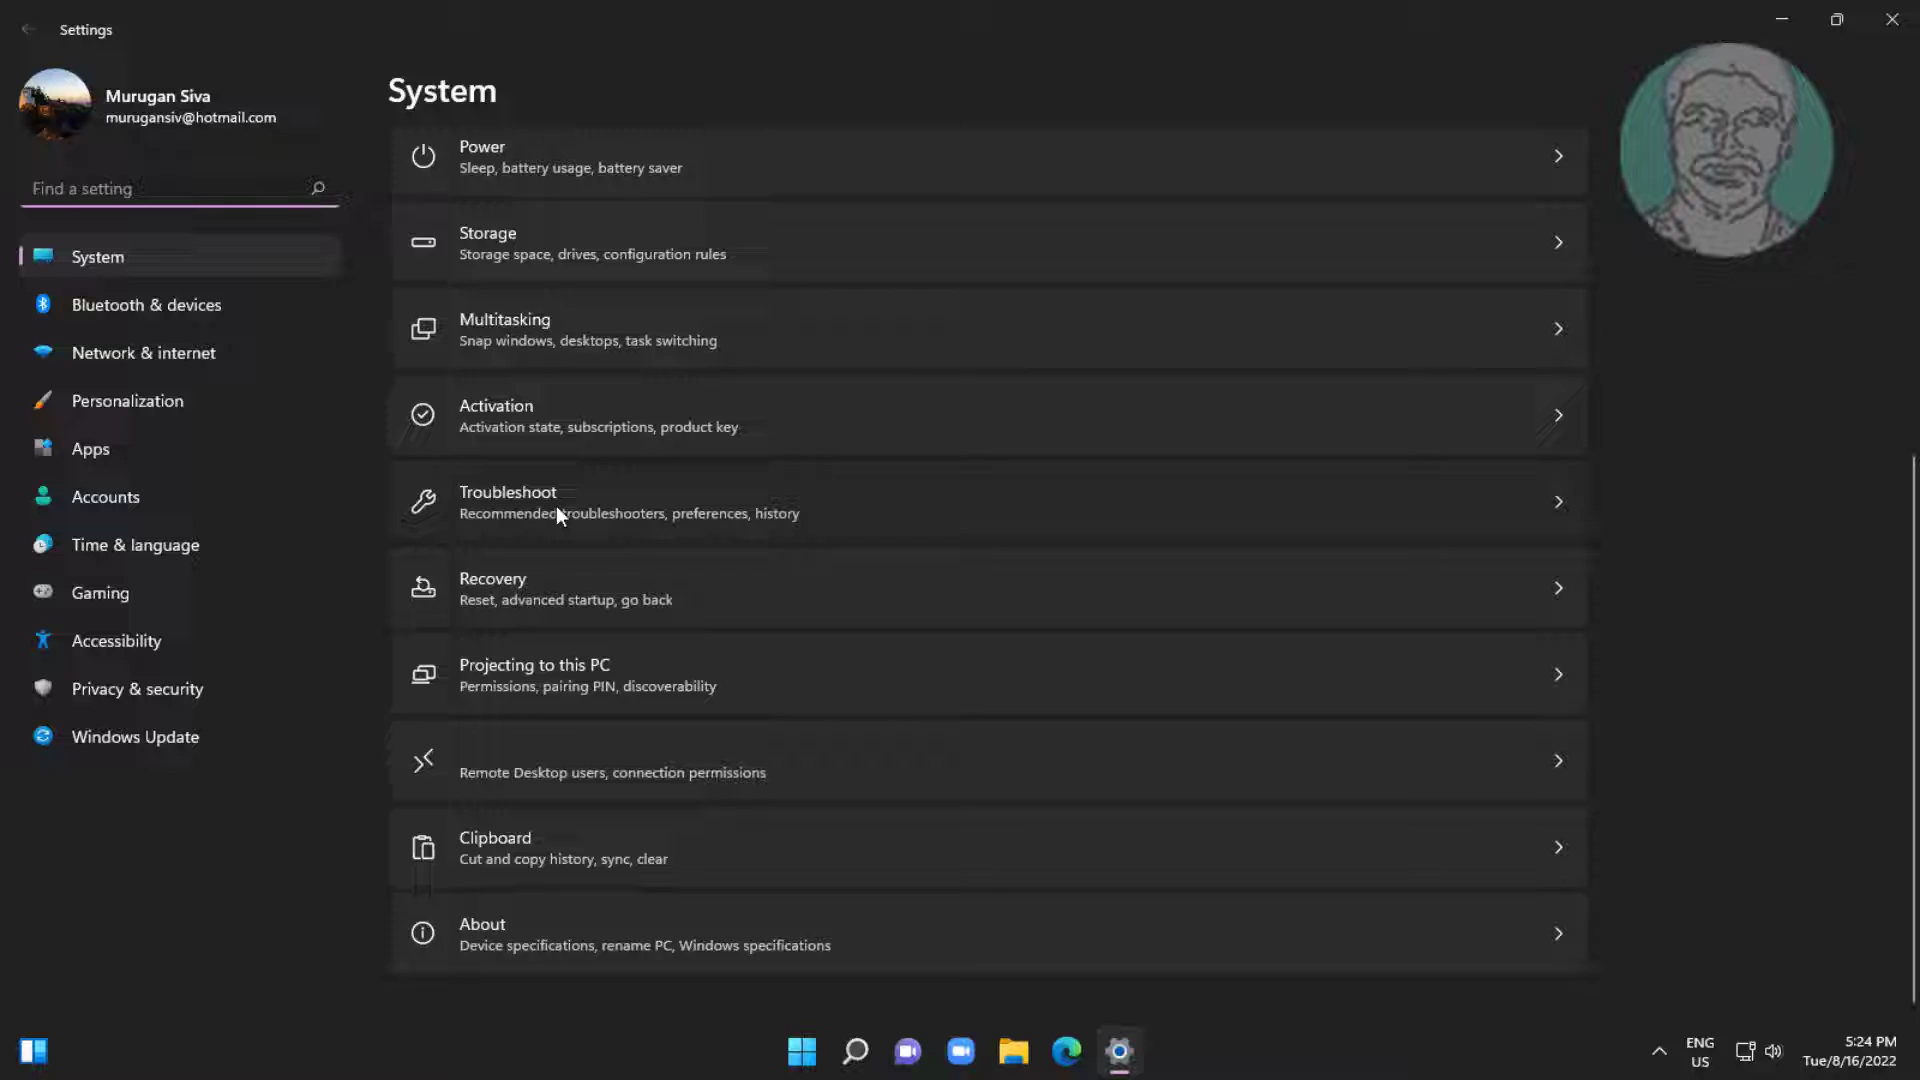 Settings
Murugan Siva
murugansiv@hotmail.com
Find a setting
System
Bluetooth & devices
Network & internet
Personalization
Apps
Accounts
Time & language
Gaming
Accessibility
Privacy & security
Windows Update
System
Power
Sleep, battery usage, battery saver
Storage
Storage space, drives, configuration rules
Multitasking
Snap windows, desktops, task switching
Activation
Activation state, subscriptions, product key
Troubleshoot
Recommended troubleshooters, preferences, history
Recovery
Reset, advanced startup, go back
Projecting to this PC
Permissions, pairing PIN, discoverability
Remote Desktop users, connection permissions
Clipboard
Cut and copy history, sync, clear
About
Device specifications, rename PC, Windows specifications
ENG
US
5:24 PM
Tue/8/16/2022